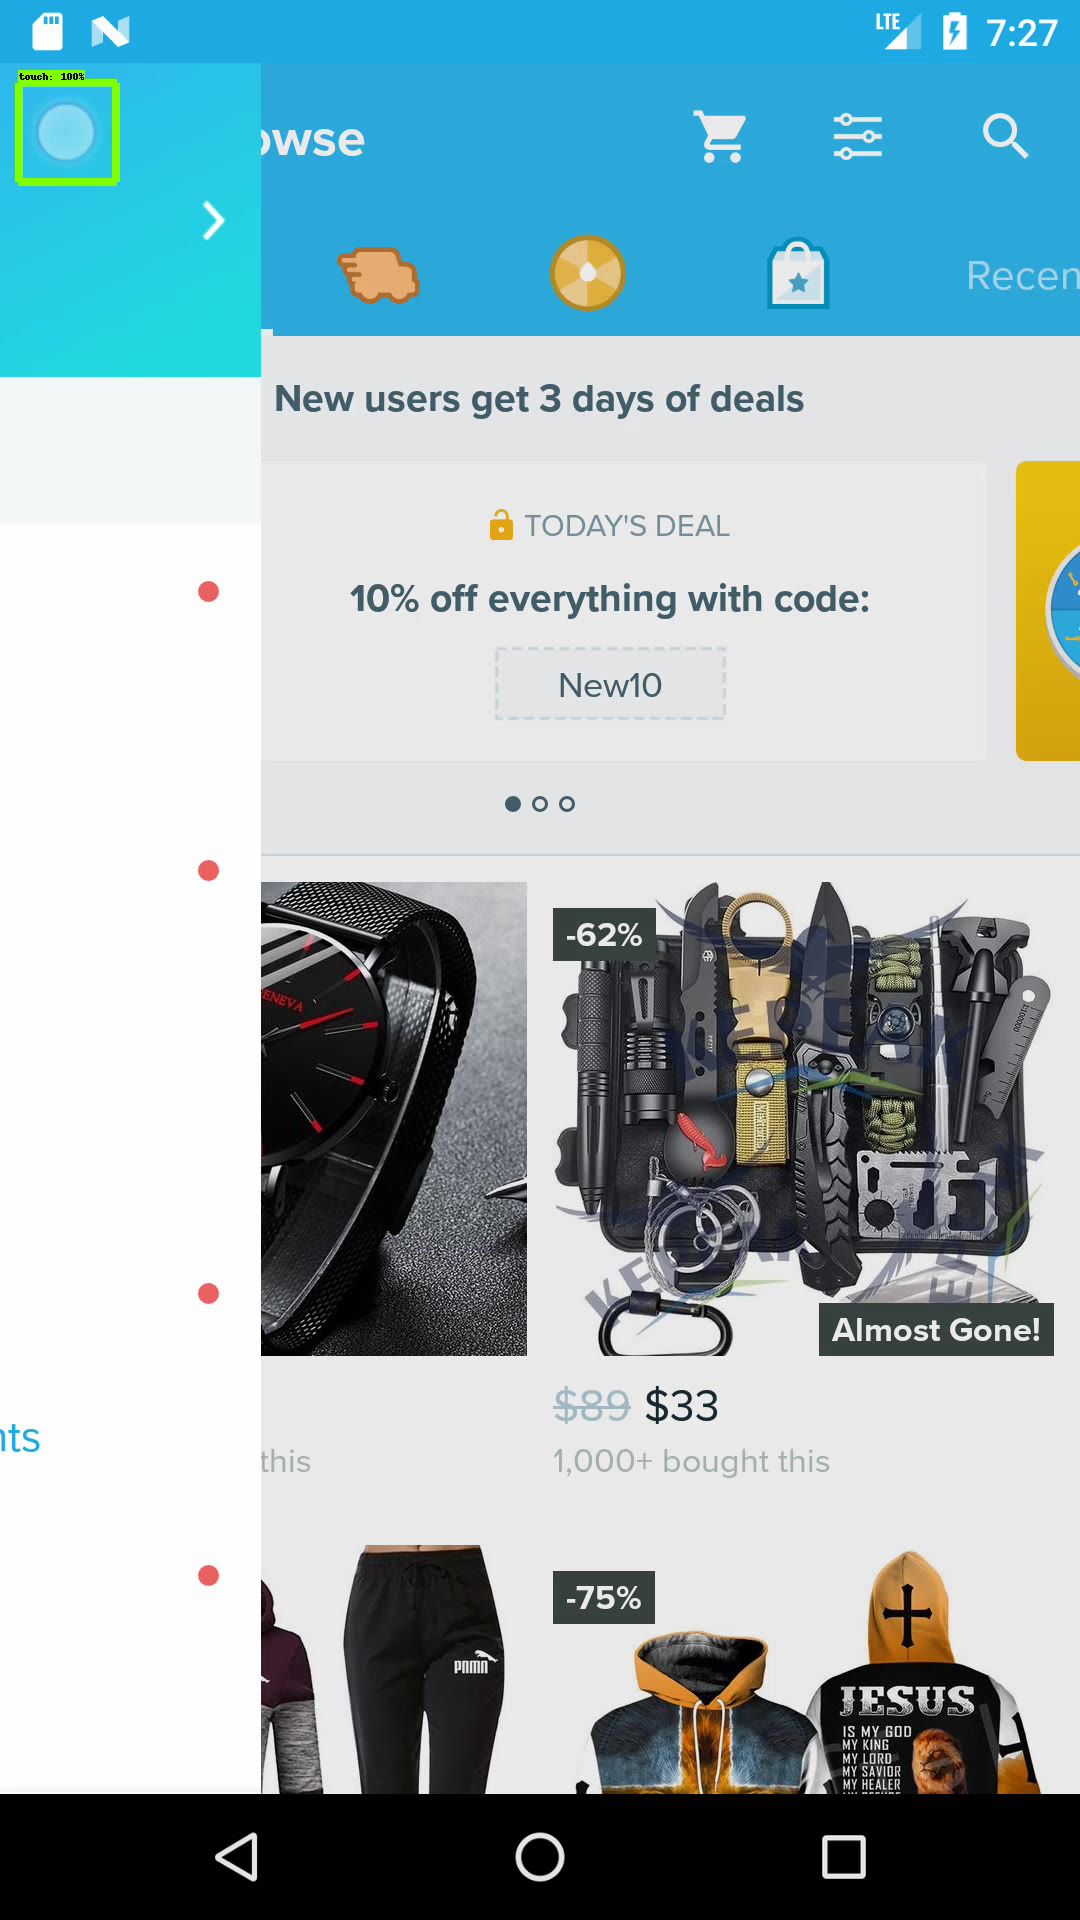 LTE
7:27
touch: 100%
owse
Recen
New users get 3 days of deals
TODAY'S DEAL
10% off everything with code:
New10
ENEVA
-62%
Almost Gone!
$89 $33
this
1,000+ bought this
nts
-75%
PNMN
JESUS
IS MY GOD
MY KING
MY LORD
MY SAVIOR
MY HEALER